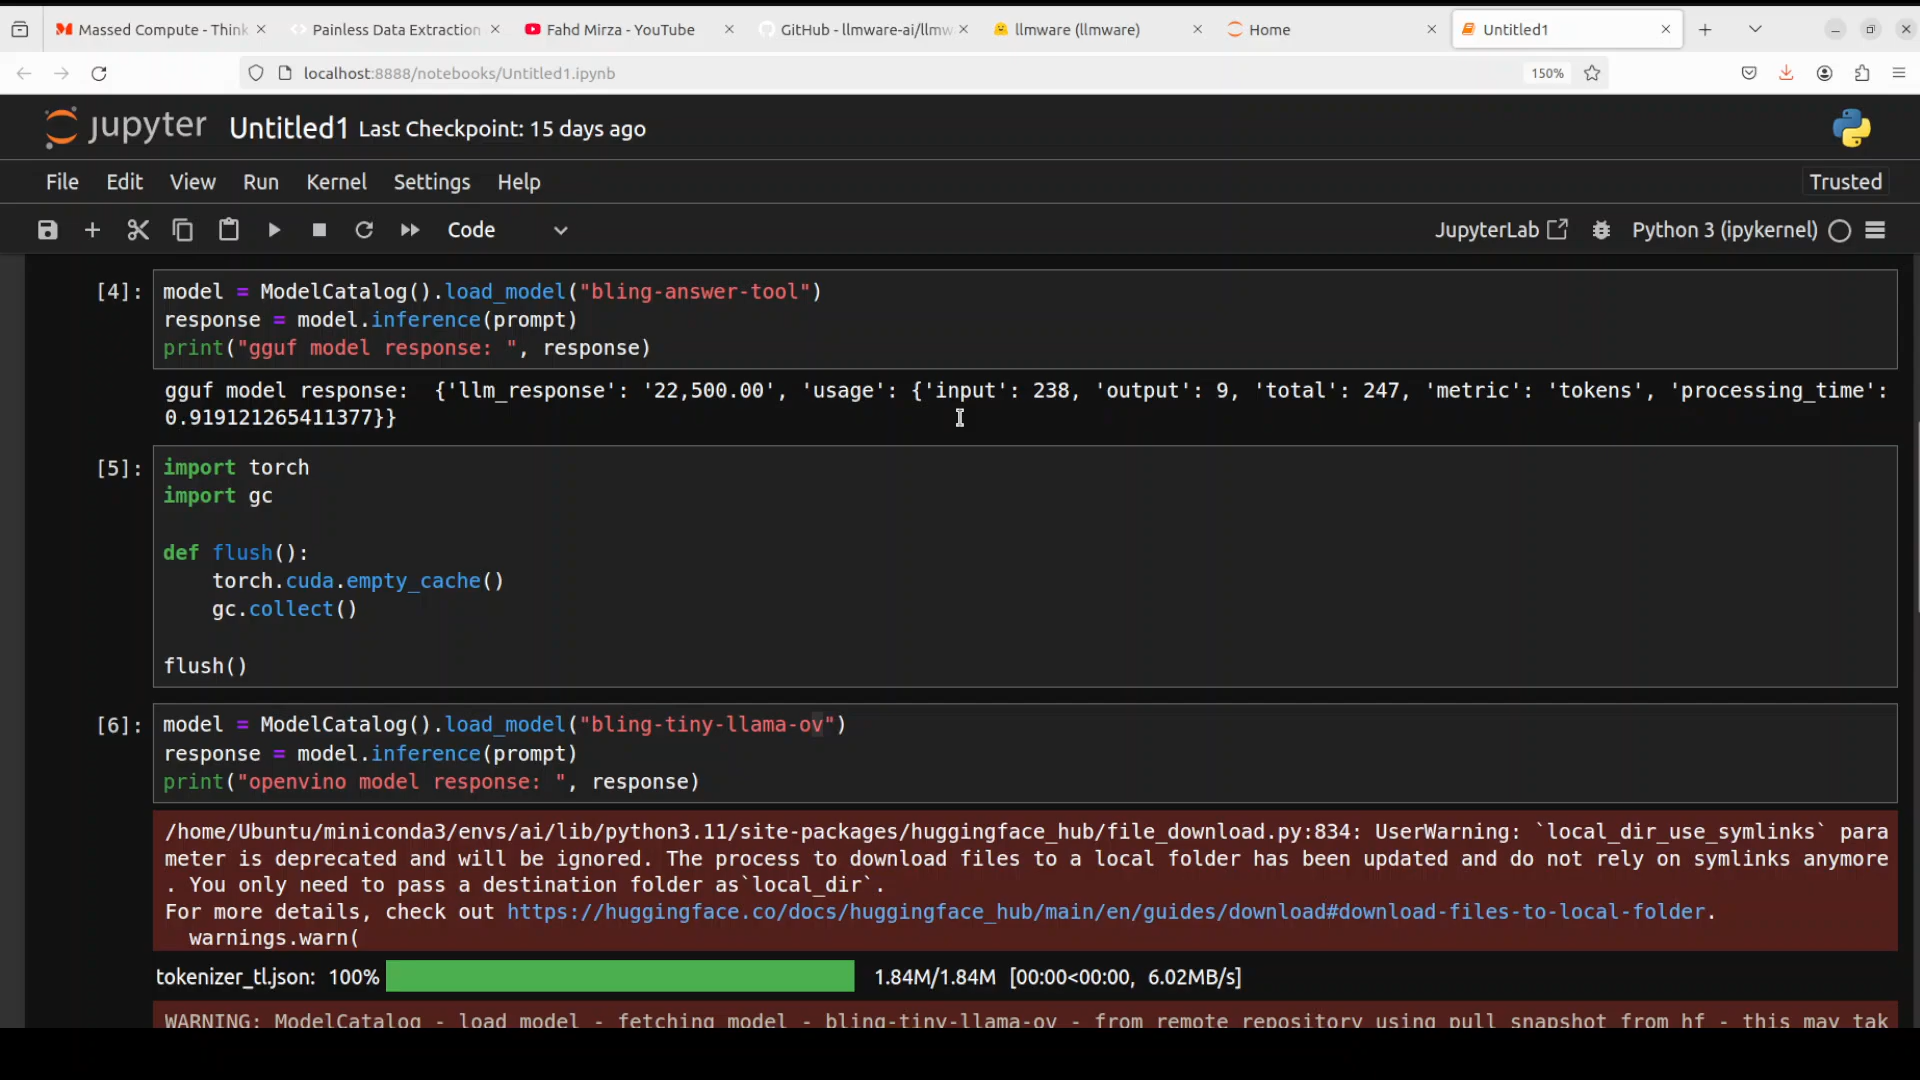 Massed Compute - Think
Painless Data Extraction
Fahd Mirza - YouTube
GitHub - llmware-ai/llmw
llmware (llmware)
Home
Untitled1
localhost:8888/notebooks/Untitled1.ipynb
150%
jupyter Untitled1 Last Checkpoint: 15 days ago
File Edit View Run Kernel Settings Help Trusted
Code JupyterLab Python 3 (ipykernel)
[4]: model = ModelCatalog().load_model("bling-answer-tool")
response = model.inference(prompt)
print("gguf model response: ", response)
gguf model response:  {'llm_response': '22,500.00', 'usage': {'input': 238, 'output': 9, 'total': 247, 'metric': 'tokens', 'processing_time':
0.919121265411377}}
[5]: import torch
import gc
def flush():
    torch.cuda.empty_cache()
    gc.collect()
flush()
[6]: model = ModelCatalog().load_model("bling-tiny-llama-ov")
response = model.inference(prompt)
print("openvino model response: ", response)
/home/Ubuntu/miniconda3/envs/ai/lib/python3.11/site-packages/huggingface_hub/file_download.py:834: UserWarning: `local_dir_use_symlinks` para
meter is deprecated and will be ignored. The process to download files to a local folder has been updated and do not rely on symlinks anymore
. You only need to pass a destination folder as`local_dir`.
For more details, check out https://huggingface.co/docs/huggingface_hub/main/en/guides/download#download-files-to-local-folder.
  warnings.warn(
tokenizer_tl.json: 100% 1.84M/1.84M [00:00<00:00, 6.02MB/s]
WARNING: ModelCatalog - load_model - fetching model - bling-tiny-llama-ov - from remote repository using pull_snapshot_from_hf - this may tak